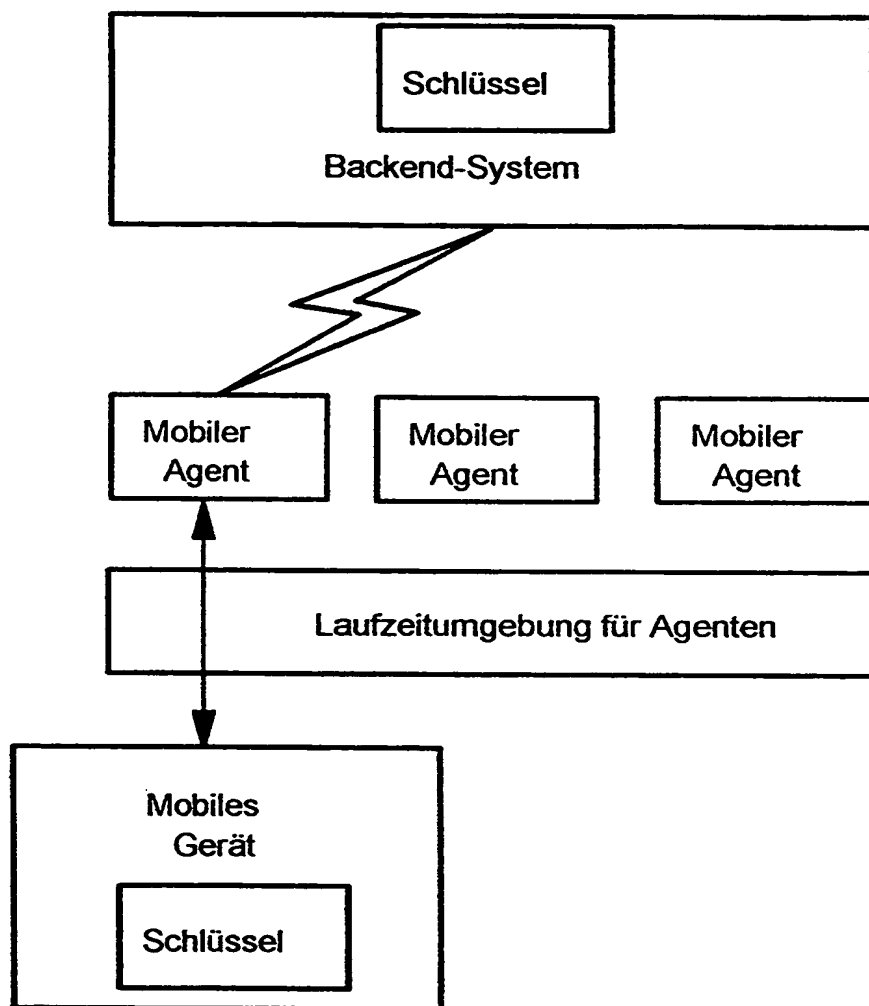 Schlüssel
Backend-System
Mobiler
Agent
Mobiler
Agent
Mobiler
Agent
Laufzeitumgebung für Agenten
Mobiles
Gerät
Schlüssel